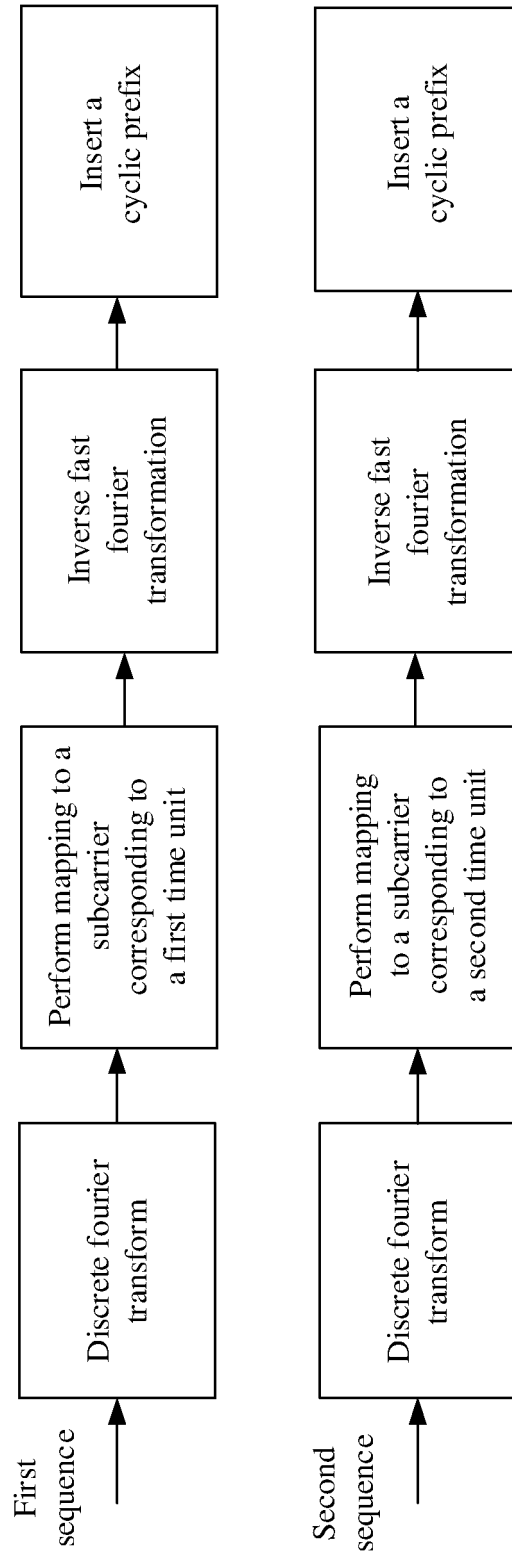 First
sequence
Discrete fourier
transform
Perform mapping to a
subcarrier
corresponding to
a first time unit
Inverse fast
fourier
transformation
Insert a
cyclic prefix
Second
sequence
Discrete fourier
transform
Perform mapping
to a subcarrier
corresponding to
a second time unit
Inverse fast
fourier
transformation
Insert a
cyclic prefix